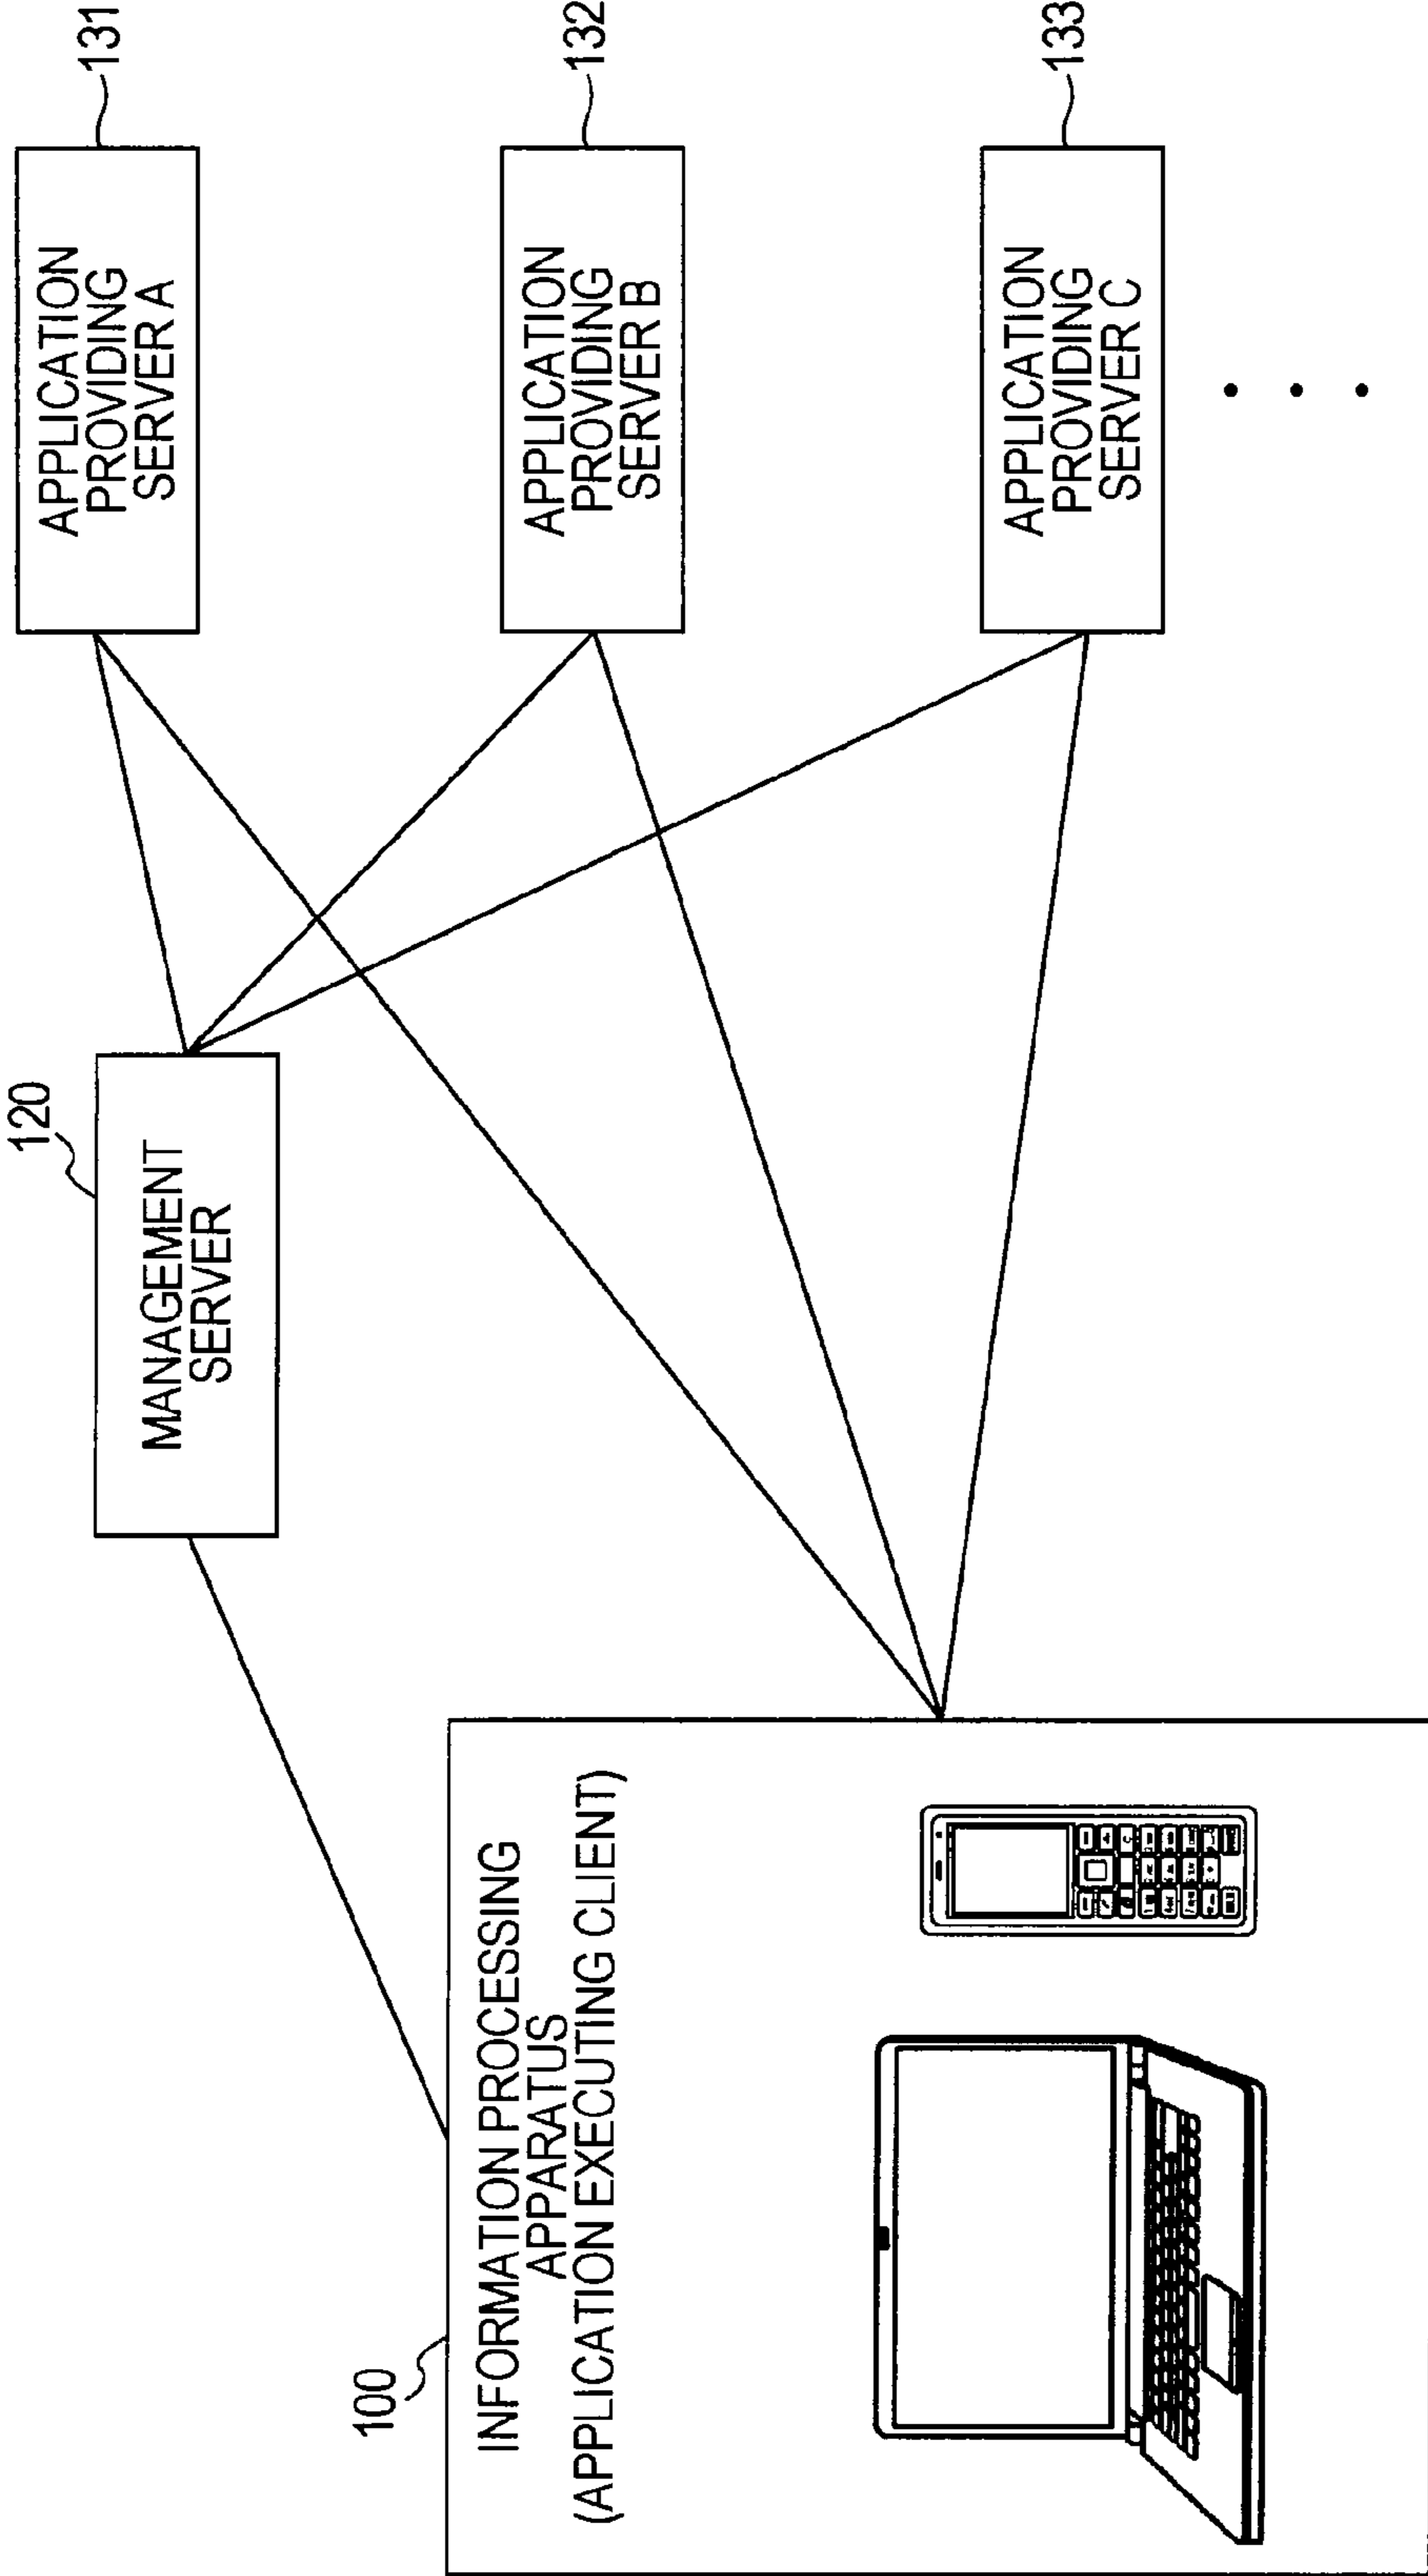 100
INFORMATION PROCESSING
APPARATUS
(APPLICATION EXECUTING CLIENT)
120
MANAGEMENT
SERVER
APPLICATION
PROVIDING
SERVER A
131
APPLICATION
PROVIDING
SERVER B
132
APPLICATION
PROVIDING
SERVER C
133